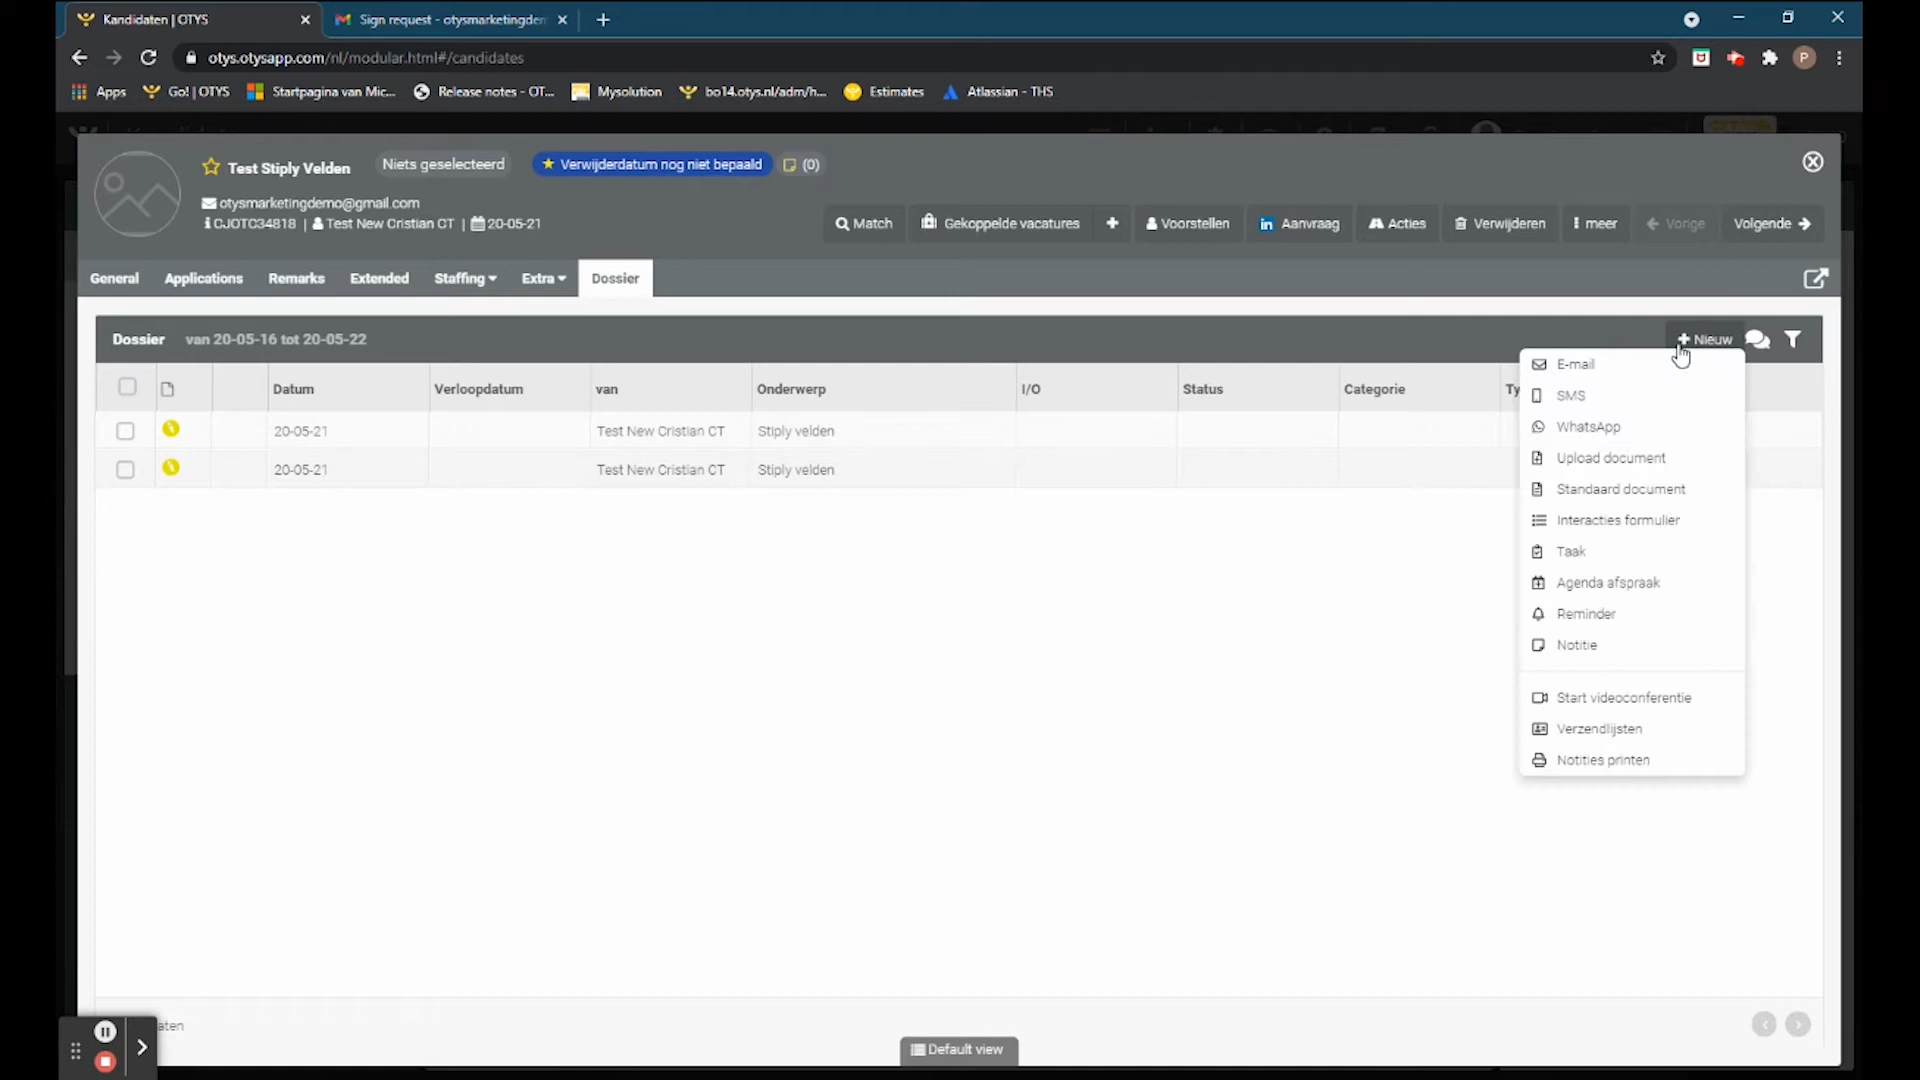 Kandidaten | OTYS
Sign request - otysmarketingdem
otys.otysapp.com/nl/modular.html#/candidates
P
Apps
Go! | OTYS
Startpagina van Mic...
Release notes - OT...
Mysolution
bo14.otys.nl/adm/h...
Estimates
Atlassian - THS
Test Stiply Velden
Niets geselecteerd
Verwijderdatum nog niet bepaald
(0)
otysmarketingdemo@gmail.com
CJOTC34818 | Test New Cristian CT | 20-05-21
Match
Gekoppelde vacatures
Voorstellen
in Aanvraag
Acties
Verwijderen
meer
Vorige
Volgende
General
Applications
Remarks
Extended
Staffing
Extra
Dossier
Dossier van 20-05-16 tot 20-05-22
Nieuw
Datum
Verloopdatum
van
Onderwerp
I/O
Status
Categorie
Ty
20-05-21 Test New Cristian CT Stiply velden
20-05-21 Test New Cristian CT Stiply velden
E-mail
SMS
WhatsApp
Upload document
Standaard document
Interacties formulier
Taak
Agenda afspraak
Reminder
Notitie
Start videoconferentie
Verzendlijsten
Notities printen
aten
Default view